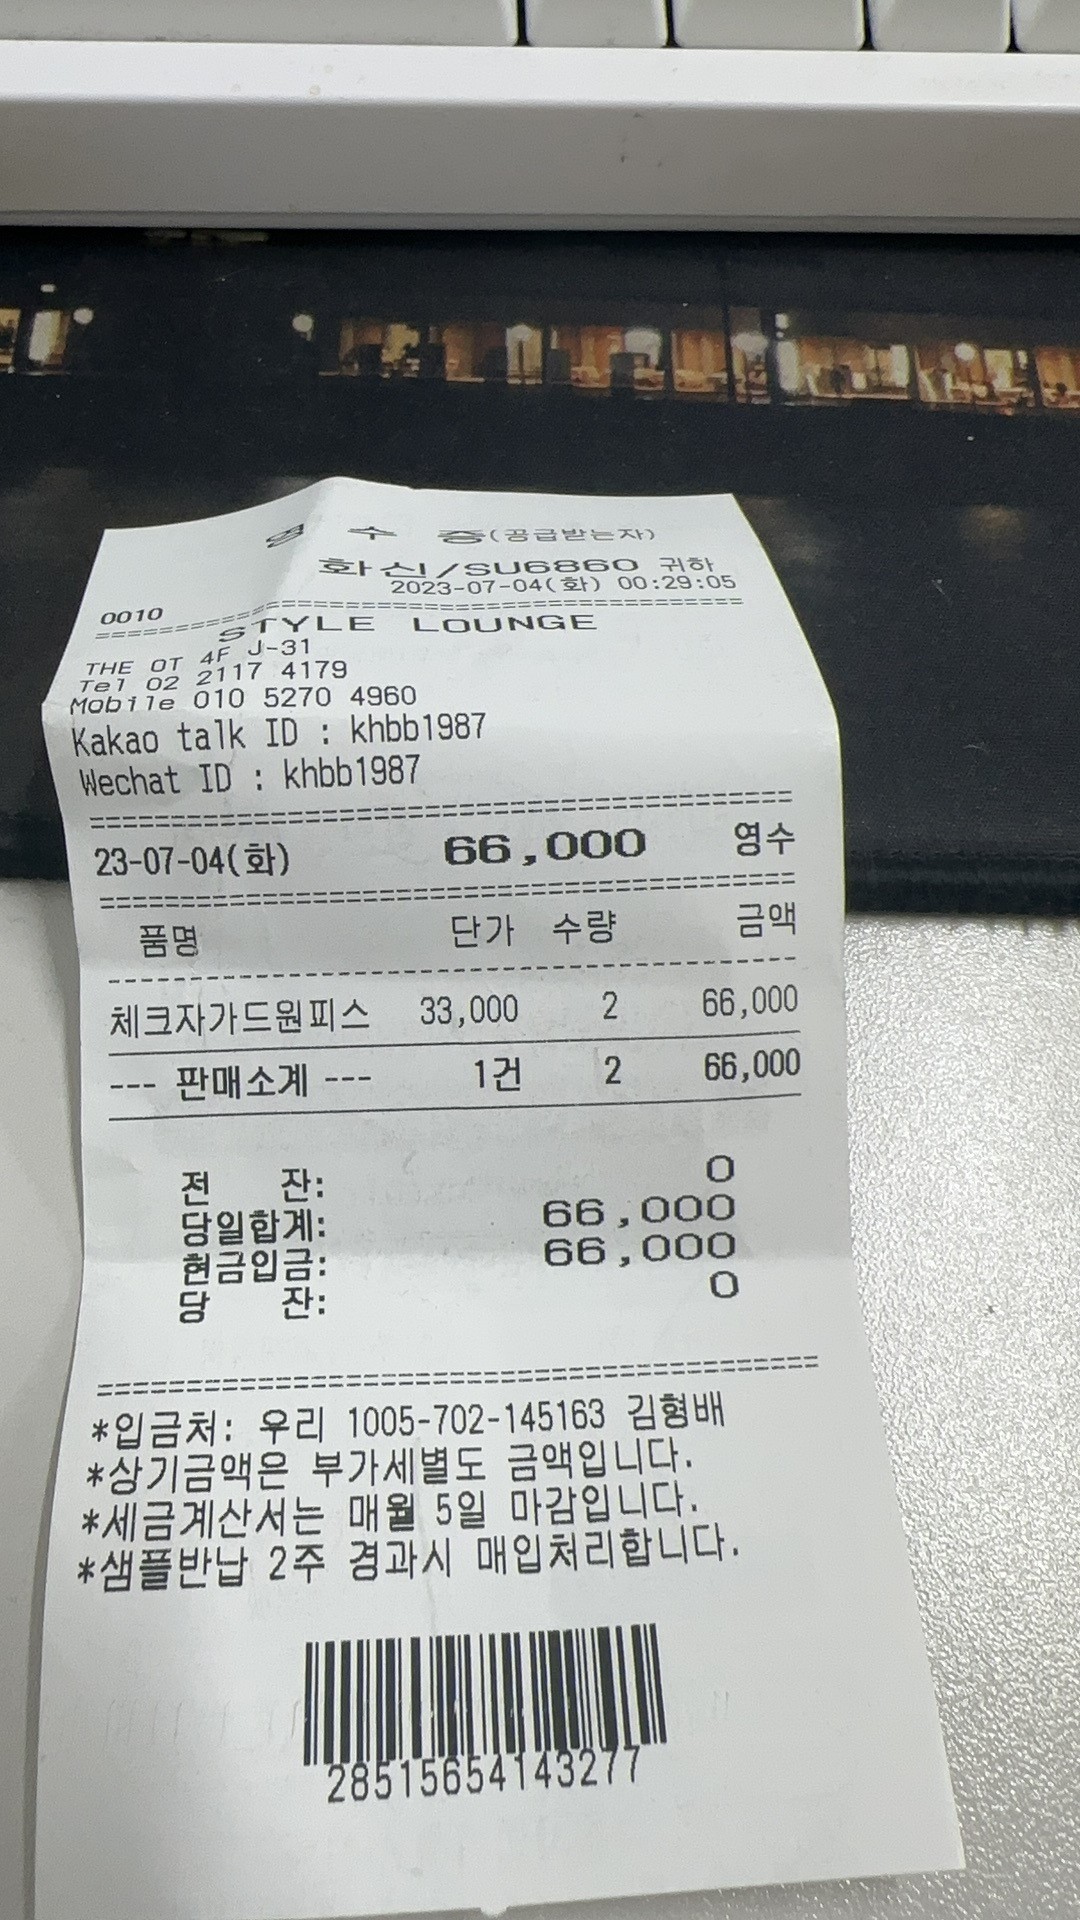 영 수 증(공급받는자)
화신/SU6860 귀하
2023-07-04(화) 00:29:05
0010
=====================================
STYLE LOUNGE
THE OT 4F J-31
Tel 02 2117 4179
Mobile 010 5270 4960
Kakao talk ID : khbb1987
Wechat ID : khbb1987
=====================================
23-07-04(화) 66,000 영수
=====================================
품명 단가 수량 금액
체크자가드원피스 33,000 2 66,000
--- 판매소계 --- 1건 2 66,000
전 잔: 0
당일합계: 66,000
현금입금: 66,000
당 잔: 0
=====================================
*입금처: 우리 1005-702-145163 김형배
*상기금액은 부가세별도 금액입니다.
*세금계산서는 매월 5일 마감입니다.
*샘플반납 2주 경과시 매입처리합니다.
28515654143277